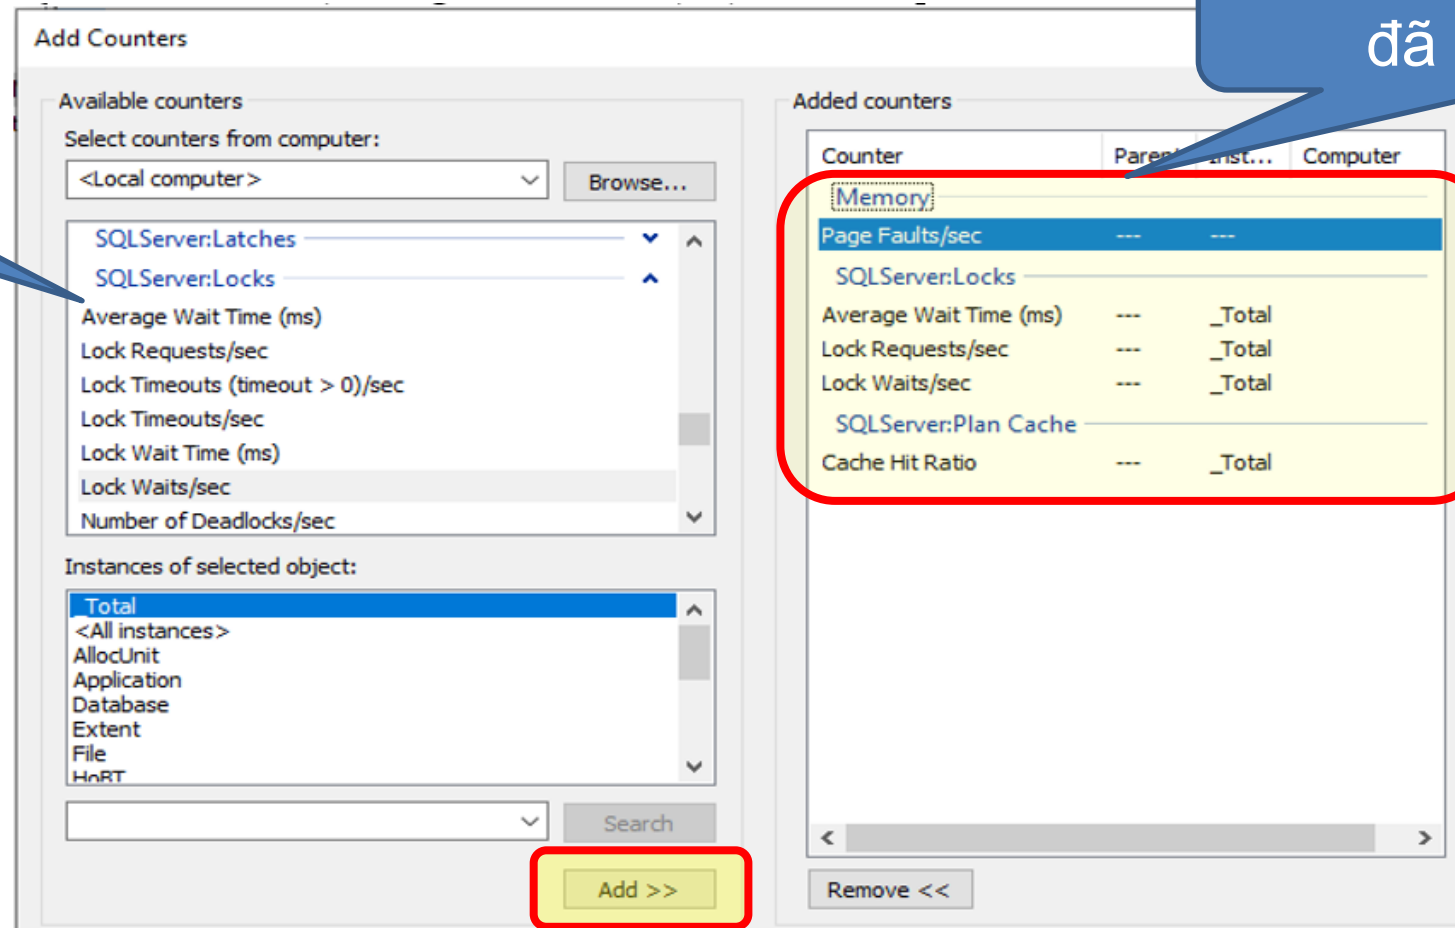 đã
Add Counters
Available counters
Select counters from computer:
<Local computer>
Browse...
SQLServer:Latches
SQLServer:Locks
Average Wait Time (ms)
Lock Requests/sec
Lock Timeouts (timeout > 0)/sec
Lock Timeouts/sec
Lock Wait Time (ms)
Lock Waits/sec
Number of Deadlocks/sec
Instances of selected object:
_Total
<All instances>
AllocUnit
Application
Database
Extent
File
HoBT
Search
Add >>
Added counters
Counter Parent Inst... Computer
Memory
Page Faults/sec --- ---
SQLServer:Locks
Average Wait Time (ms) --- _Total
Lock Requests/sec --- _Total
Lock Waits/sec --- _Total
SQLServer:Plan Cache
Cache Hit Ratio --- _Total
Remove <<